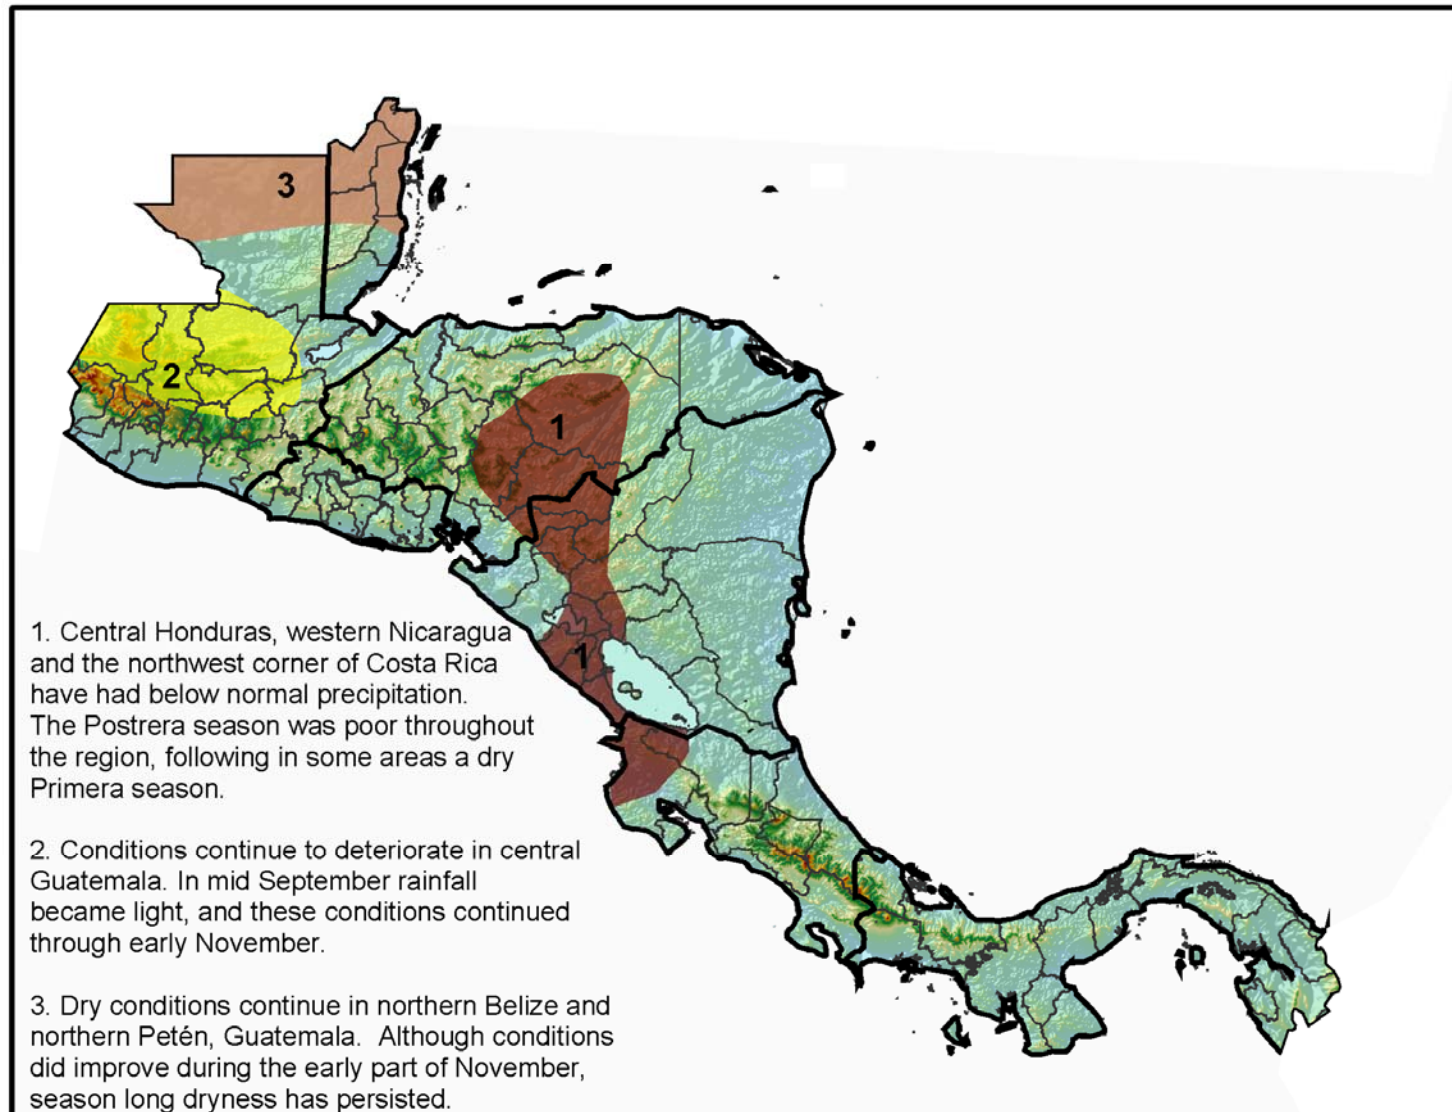 3
2
1
1
1. Central Honduras, western Nicaragua
and the northwest corner of Costa Rica
have had below normal precipitation.
The Postrera season was poor throughout
the region, following in some areas a dry
Primera season.
2. Conditions continue to deteriorate in central
Guatemala. In mid September rainfall
became light, and these conditions continued
through early November.
3. Dry conditions continue in northern Belize and
northern Petén, Guatemala.  Although conditions
did improve during the early part of November,
season long dryness has persisted.